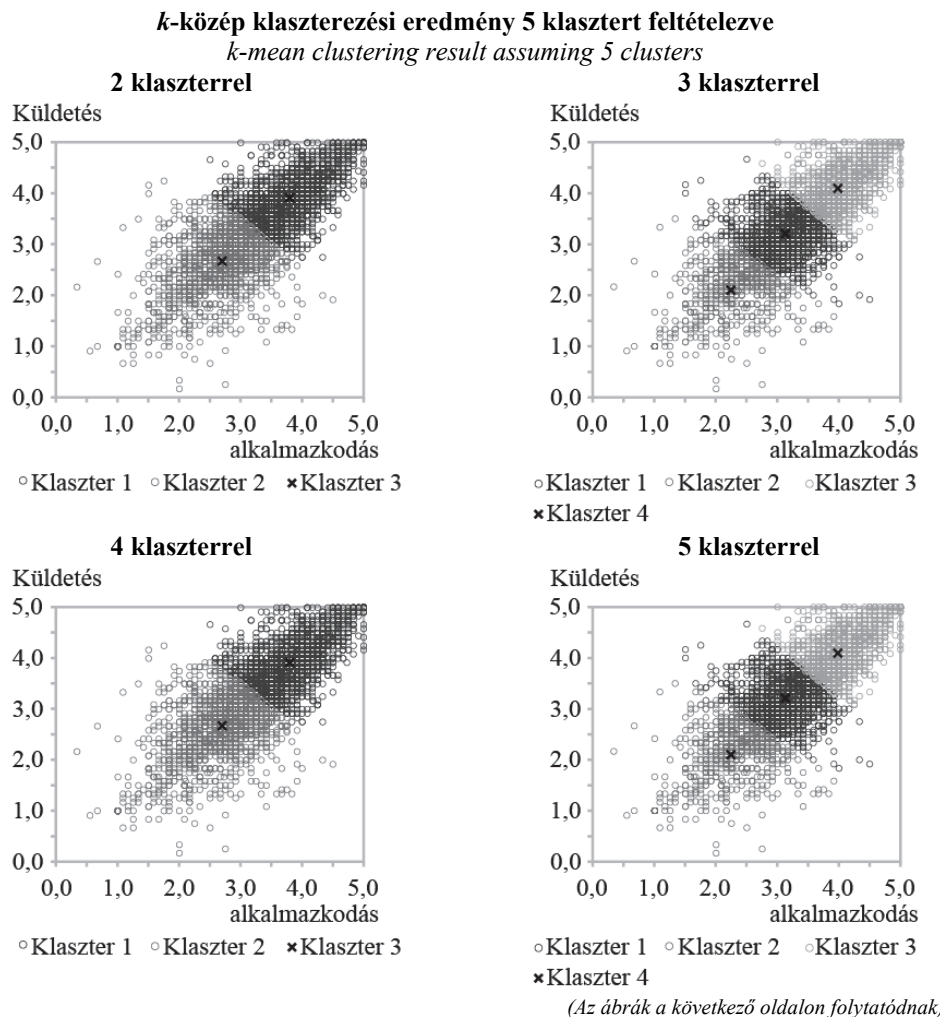 k-közép klaszterezési eredmény 5 klasztert feltételezve
k-mean clustering result assuming 5 clusters
2 klaszterrel
Küldetés
5,0
4,0
3,0
2,0
1,0
0,0
0,0 1,0 2,0 3,0 4,0 5,0
alkalmazkodás
Klaszter 1 Klaszter 2 Klaszter 3
3 klaszterrel
Küldetés
5,0
4,0
3,0
2,0
1,0
0,0
0,0 1,0 2,0 3,0 4,0 5,0
alkalmazkodás
Klaszter 1 Klaszter 2 Klaszter 3
Klaszter 4
4 klaszterrel
Küldetés
5,0
4,0
3,0
2,0
1,0
0,0
0,0 1,0 2,0 3,0 4,0 5,0
alkalmazkodás
Klaszter 1 Klaszter 2 Klaszter 3
5 klaszterrel
Küldetés
5,0
4,0
3,0
2,0
1,0
0,0
0,0 1,0 2,0 3,0 4,0 5,0
alkalmazkodás
Klaszter 1 Klaszter 2 Klaszter 3
Klaszter 4
(Az ábrák a következő oldalon folytatódnak)